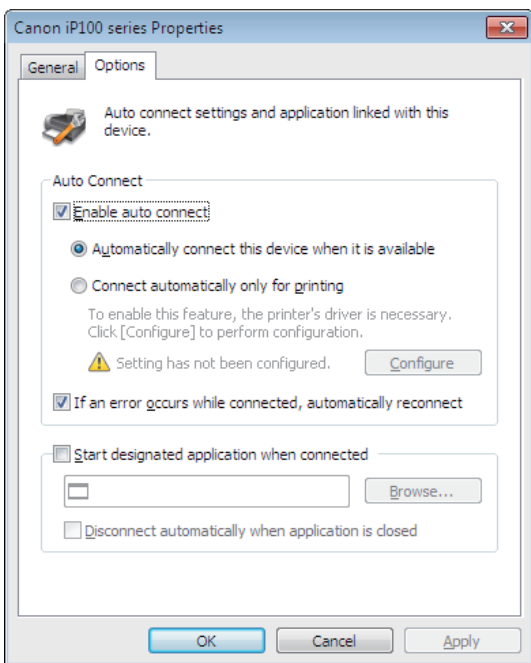 Canon iP100 series Properties
General
Options
Auto connect settings and application linked with this
device.
Auto Connect
Enable auto connect
Automatically connect this device when it is available
Connect automatically only for printing
To enable this feature, the printer's driver is necessary.
Click [Configure] to perform configuration.
Setting has not been configured.
Configure
If an error occurs while connected, automatically reconnect
Start designated application when connected
Browse...
Disconnect automatically when application is closed
OK
Cancel
Apply